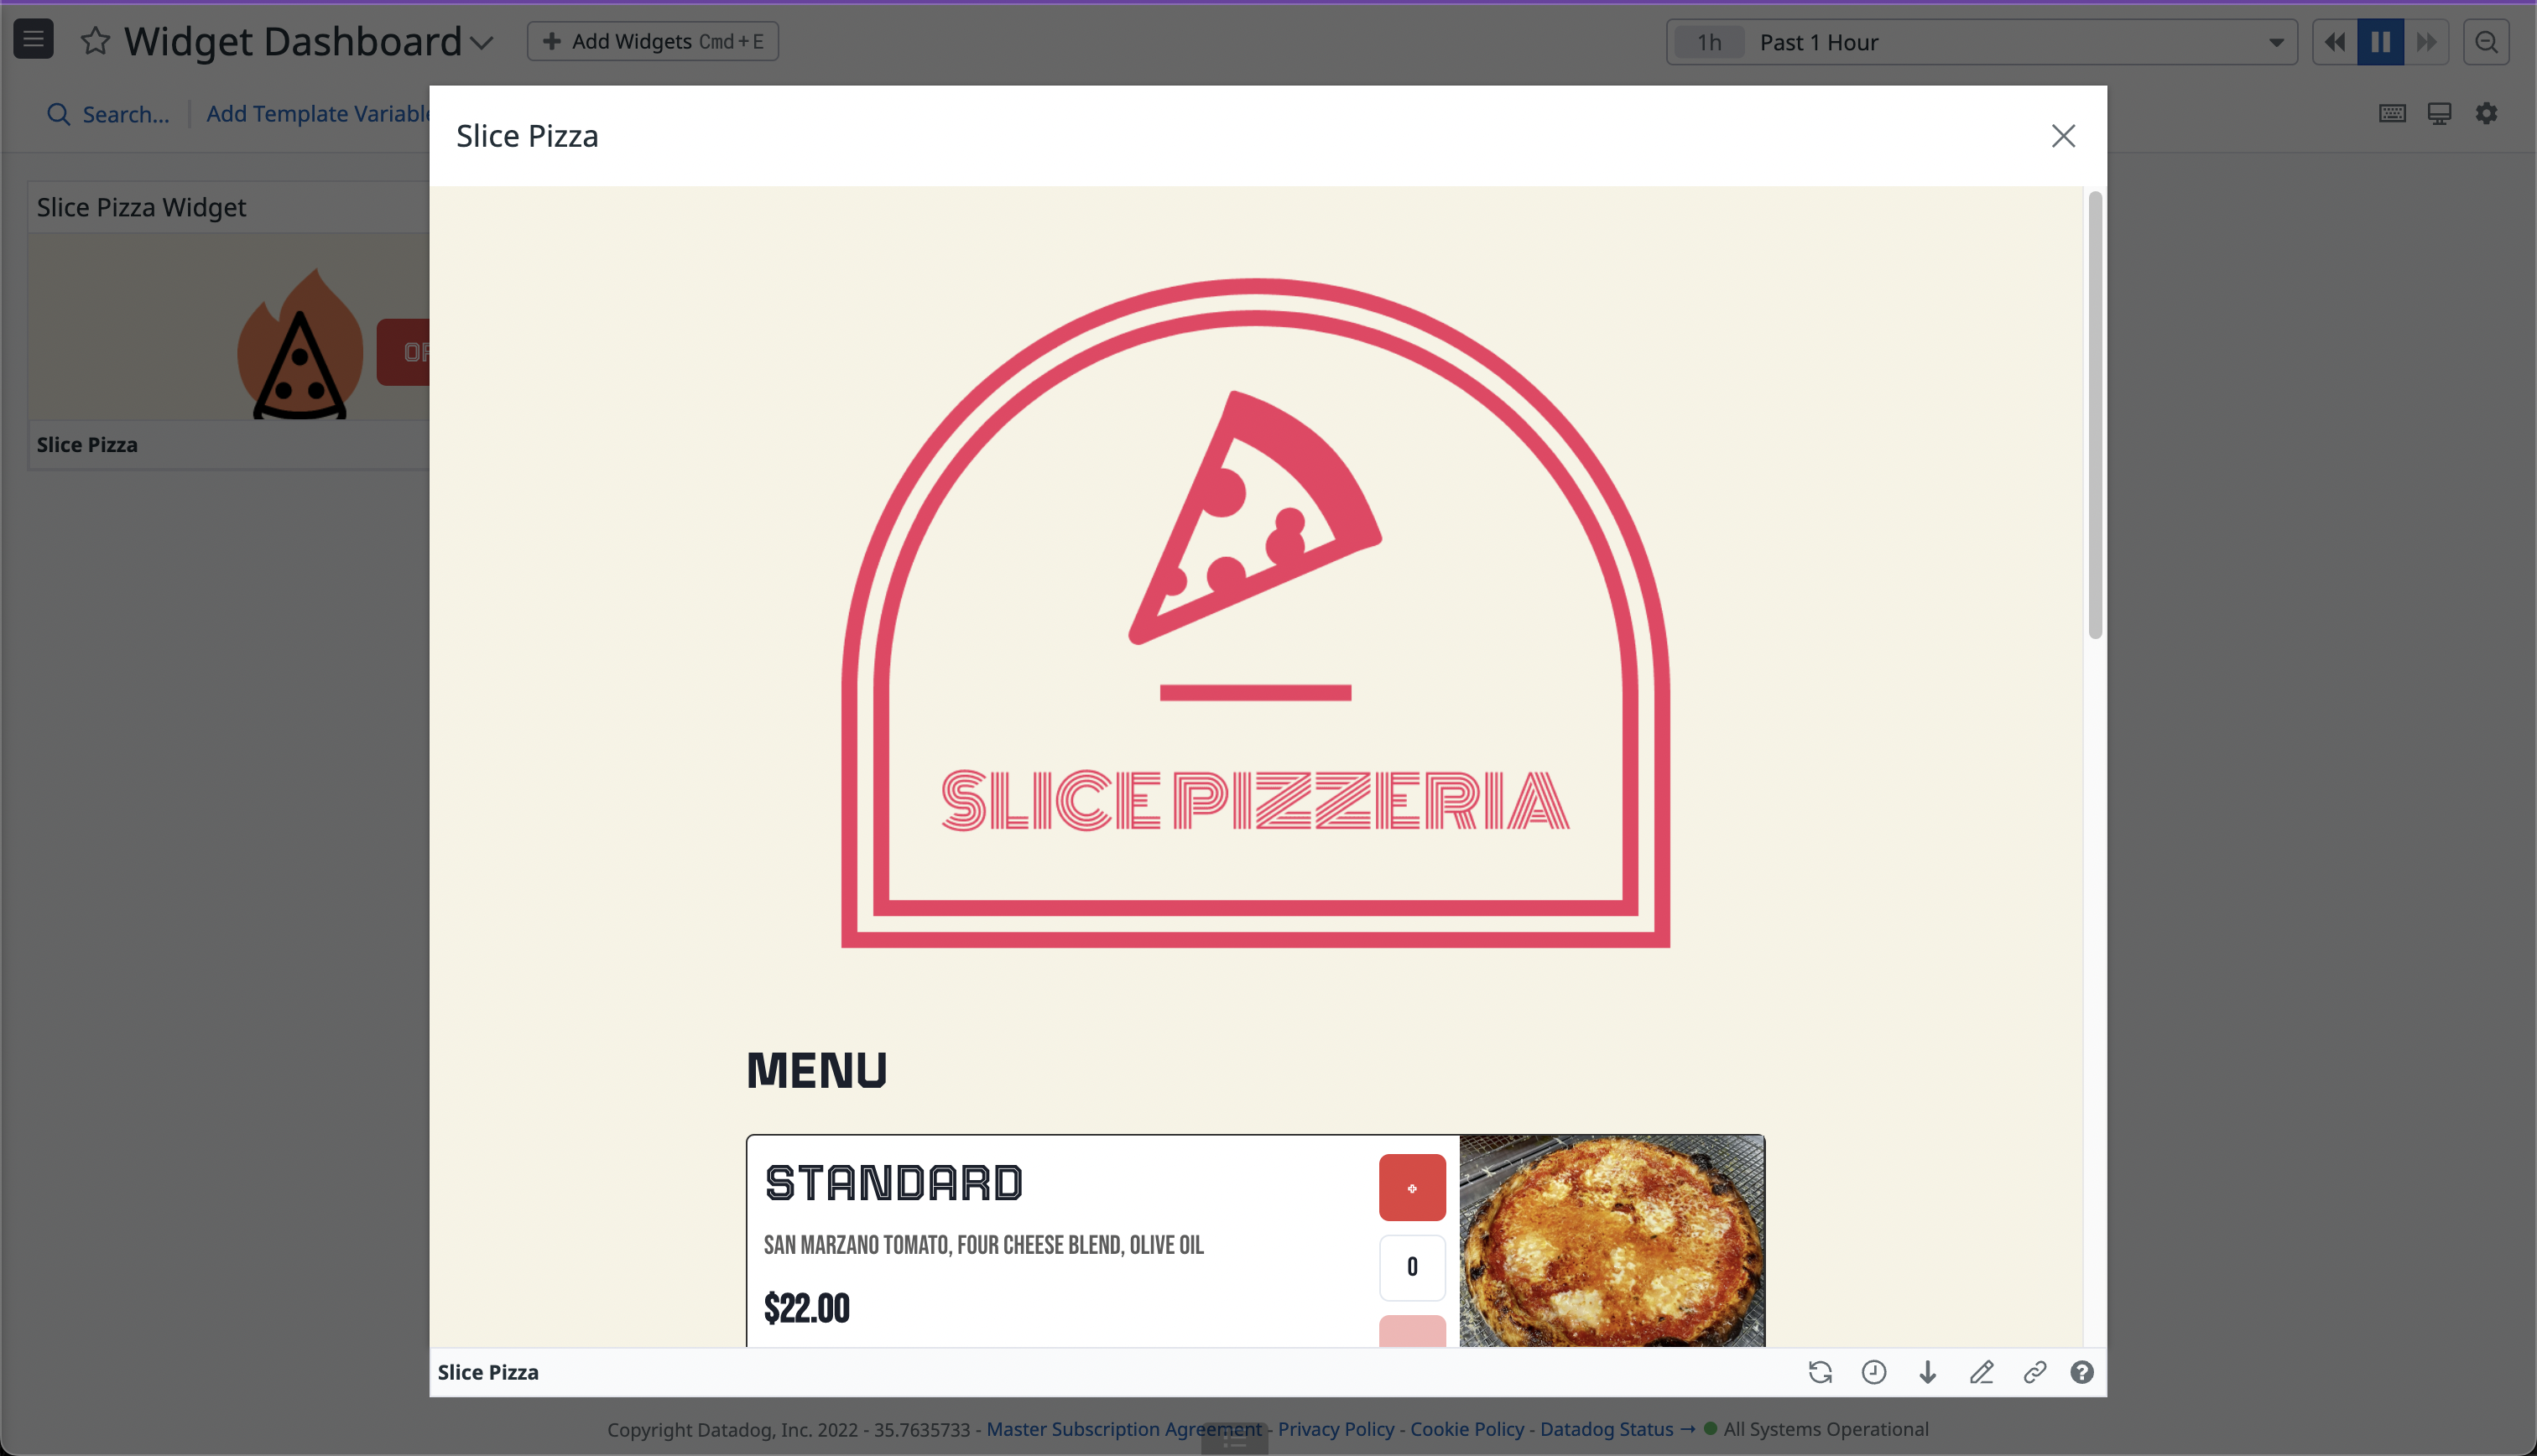 Widget Dashboard
Add Widgets Cmd+E
1h Past 1 Hour
Search...
Add Template Variable
Slice Pizza
Slice Pizza Widget
Slice Pizza
SLICE PIZZERIA
MENU
STANDARD
SAN MARZANO TOMATO, FOUR CHEESE BLEND, OLIVE OIL
0
$22.00
Slice Pizza
Copyright Datadog, Inc. 2022 - 35.7635733 - Master Subscription Agreement - Privacy Policy - Cookie Policy - Datadog Status → All Systems Operational